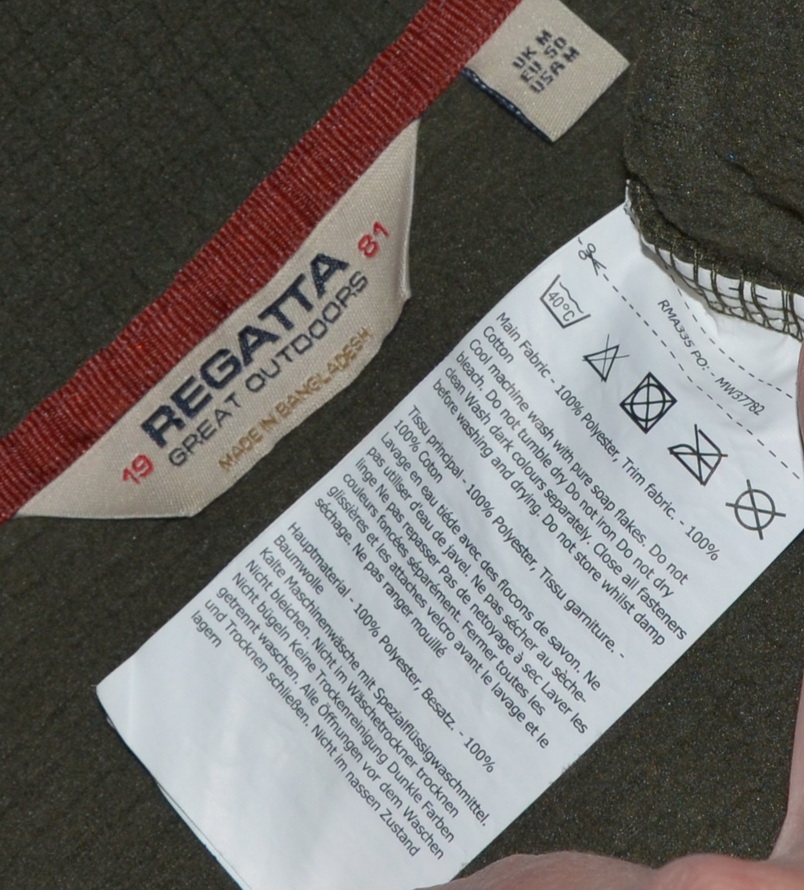 UK M
EU 50
USA M
19 REGATTA 81
GREAT OUTDOORS
MADE IN BANGLADESH
RMA335 PO: - MW37782
40°C
Main Fabric - 100% Polyester, Trim fabric. - 100%
Cotton
Cool machine wash with pure soap flakes. Do not
bleach. Do not tumble dry Do not iron Do not dry
clean Wash dark colours separately. Close all fasteners
before washing and drying. Do not store whilst damp
Tissu principal - 100% Polyester, Tissu garniture. -
100% Coton
Lavage en eau tiéde avec des flocons de savon. Ne
pas utiliser d'eau de javel. Ne pas sécher au sèche-
linge Ne pas repasser Pas de netoyage à sec Laver les
couleurs foncées séparément. Fermer toutes les
glissières et les attaches velcro avant le lavage et le
séchage. Ne pas ranger mouillé
Hauptmaterial - 100% Polyester, Besatz. - 100%
Baumwolle
Kalte Maschinenwäsche mit Spezialflüssigwaschmittel.
Nicht bleichen. Nicht im Wäschetrockner trocknen
Nicht bügeln Keine Trockenreinigung Dunkle Farben
getrennt waschen. Alle Öffnungen vor dem Waschen
und Trocknen schließen. Nicht im nassen Zustand
lagern